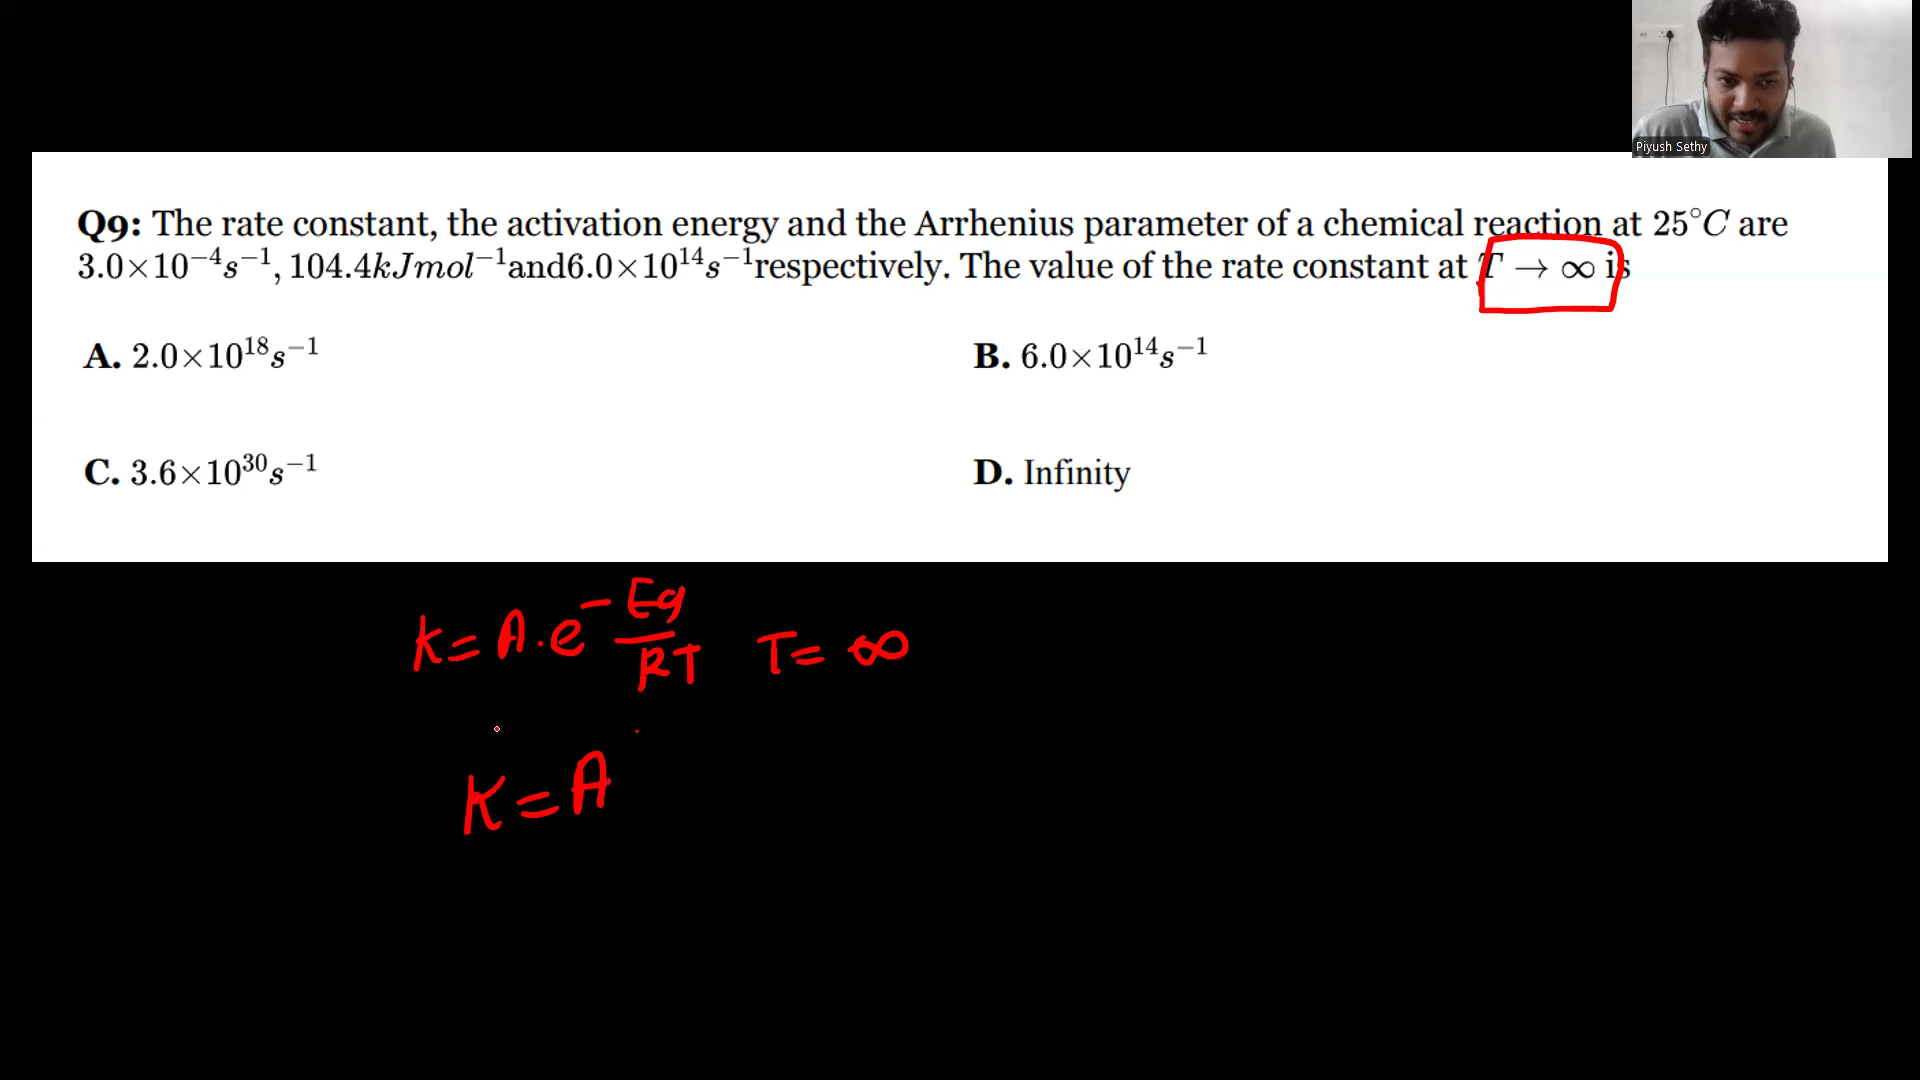 Piyush Sethy
Q9: The rate constant, the activation energy and the Arrhenius parameter of a chemical reaction at 25°C are
3.0×10⁻⁴s⁻¹, 104.4kJmol⁻¹and6.0×10¹⁴s⁻¹respectively. The value of the rate constant at T → ∞ is
A. 2.0×10¹⁸s⁻¹
B. 6.0×10¹⁴s⁻¹
C. 3.6×10³⁰s⁻¹
D. Infinity
K = A.e^-Ea/RT T = ∞
K = A